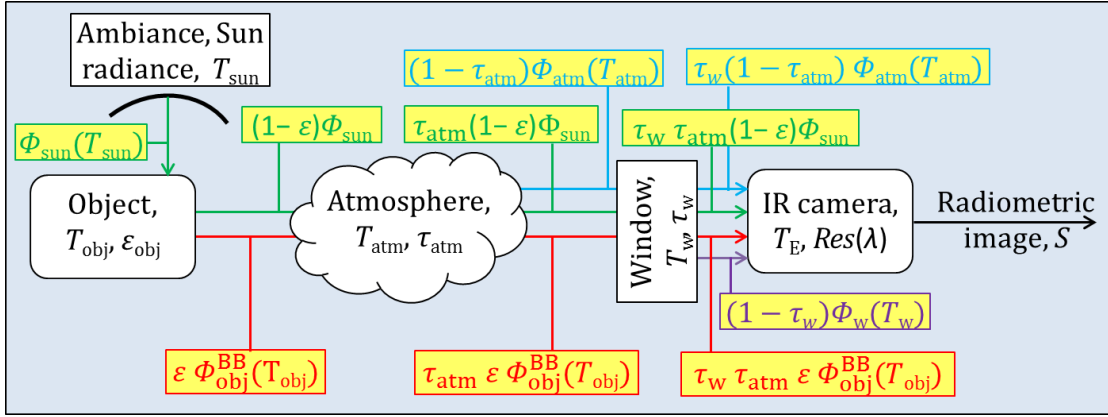 Ambiance, Sun
radiance, T_sun
(1 − τ_atm)Φ_atm(T_atm)
τ_w(1 − τ_atm) Φ_atm(T_atm)
Φ_sun(T_sun)
(1− ε)Φ_sun
τ_atm(1− ε)Φ_sun
τ_w τ_atm(1− ε)Φ_sun
Object,
T_obj, ε_obj
Atmosphere,
T_atm, τ_atm
Window,
T_w, τ_w
IR camera,
T_E, Res(λ)
Radiometric
image, S
(1 − τ_w)Φ_w(T_w)
ε Φ_obj^BB(T_obj)
τ_atm ε Φ_obj^BB(T_obj)
τ_w τ_atm ε Φ_obj^BB(T_obj)